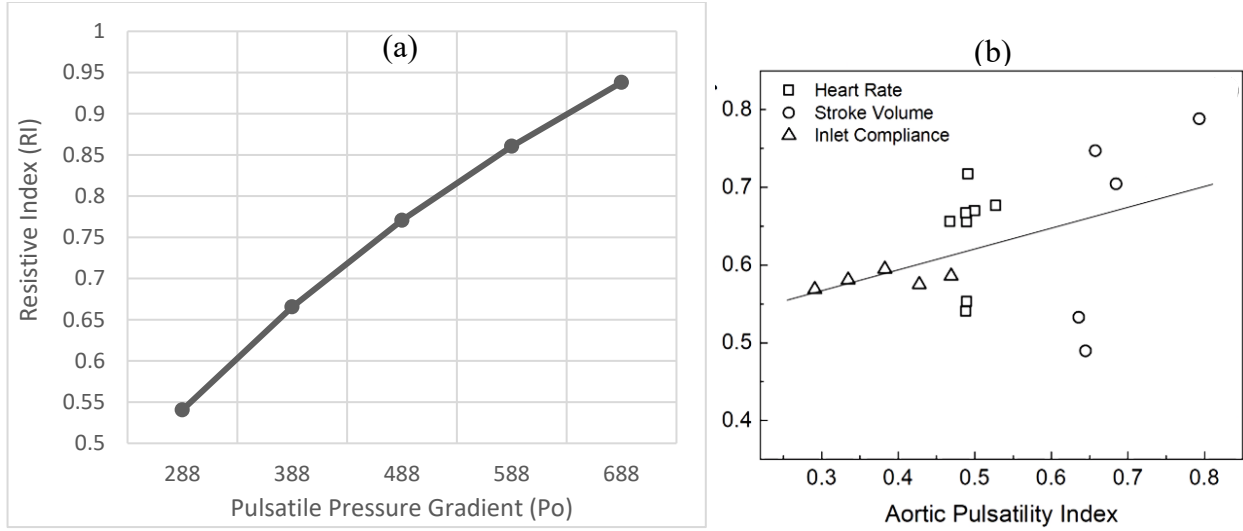 (a)
Resistive Index (RI)
1
0.95
0.9
0.85
0.8
0.75
0.7
0.65
0.6
0.55
0.5
288 388 488 588 688
Pulsatile Pressure Gradient (Po)
(b)
Heart Rate
Stroke Volume
Inlet Compliance
0.8
0.7
0.6
0.5
0.4
0.3 0.4 0.5 0.6 0.7 0.8
Aortic Pulsatility Index